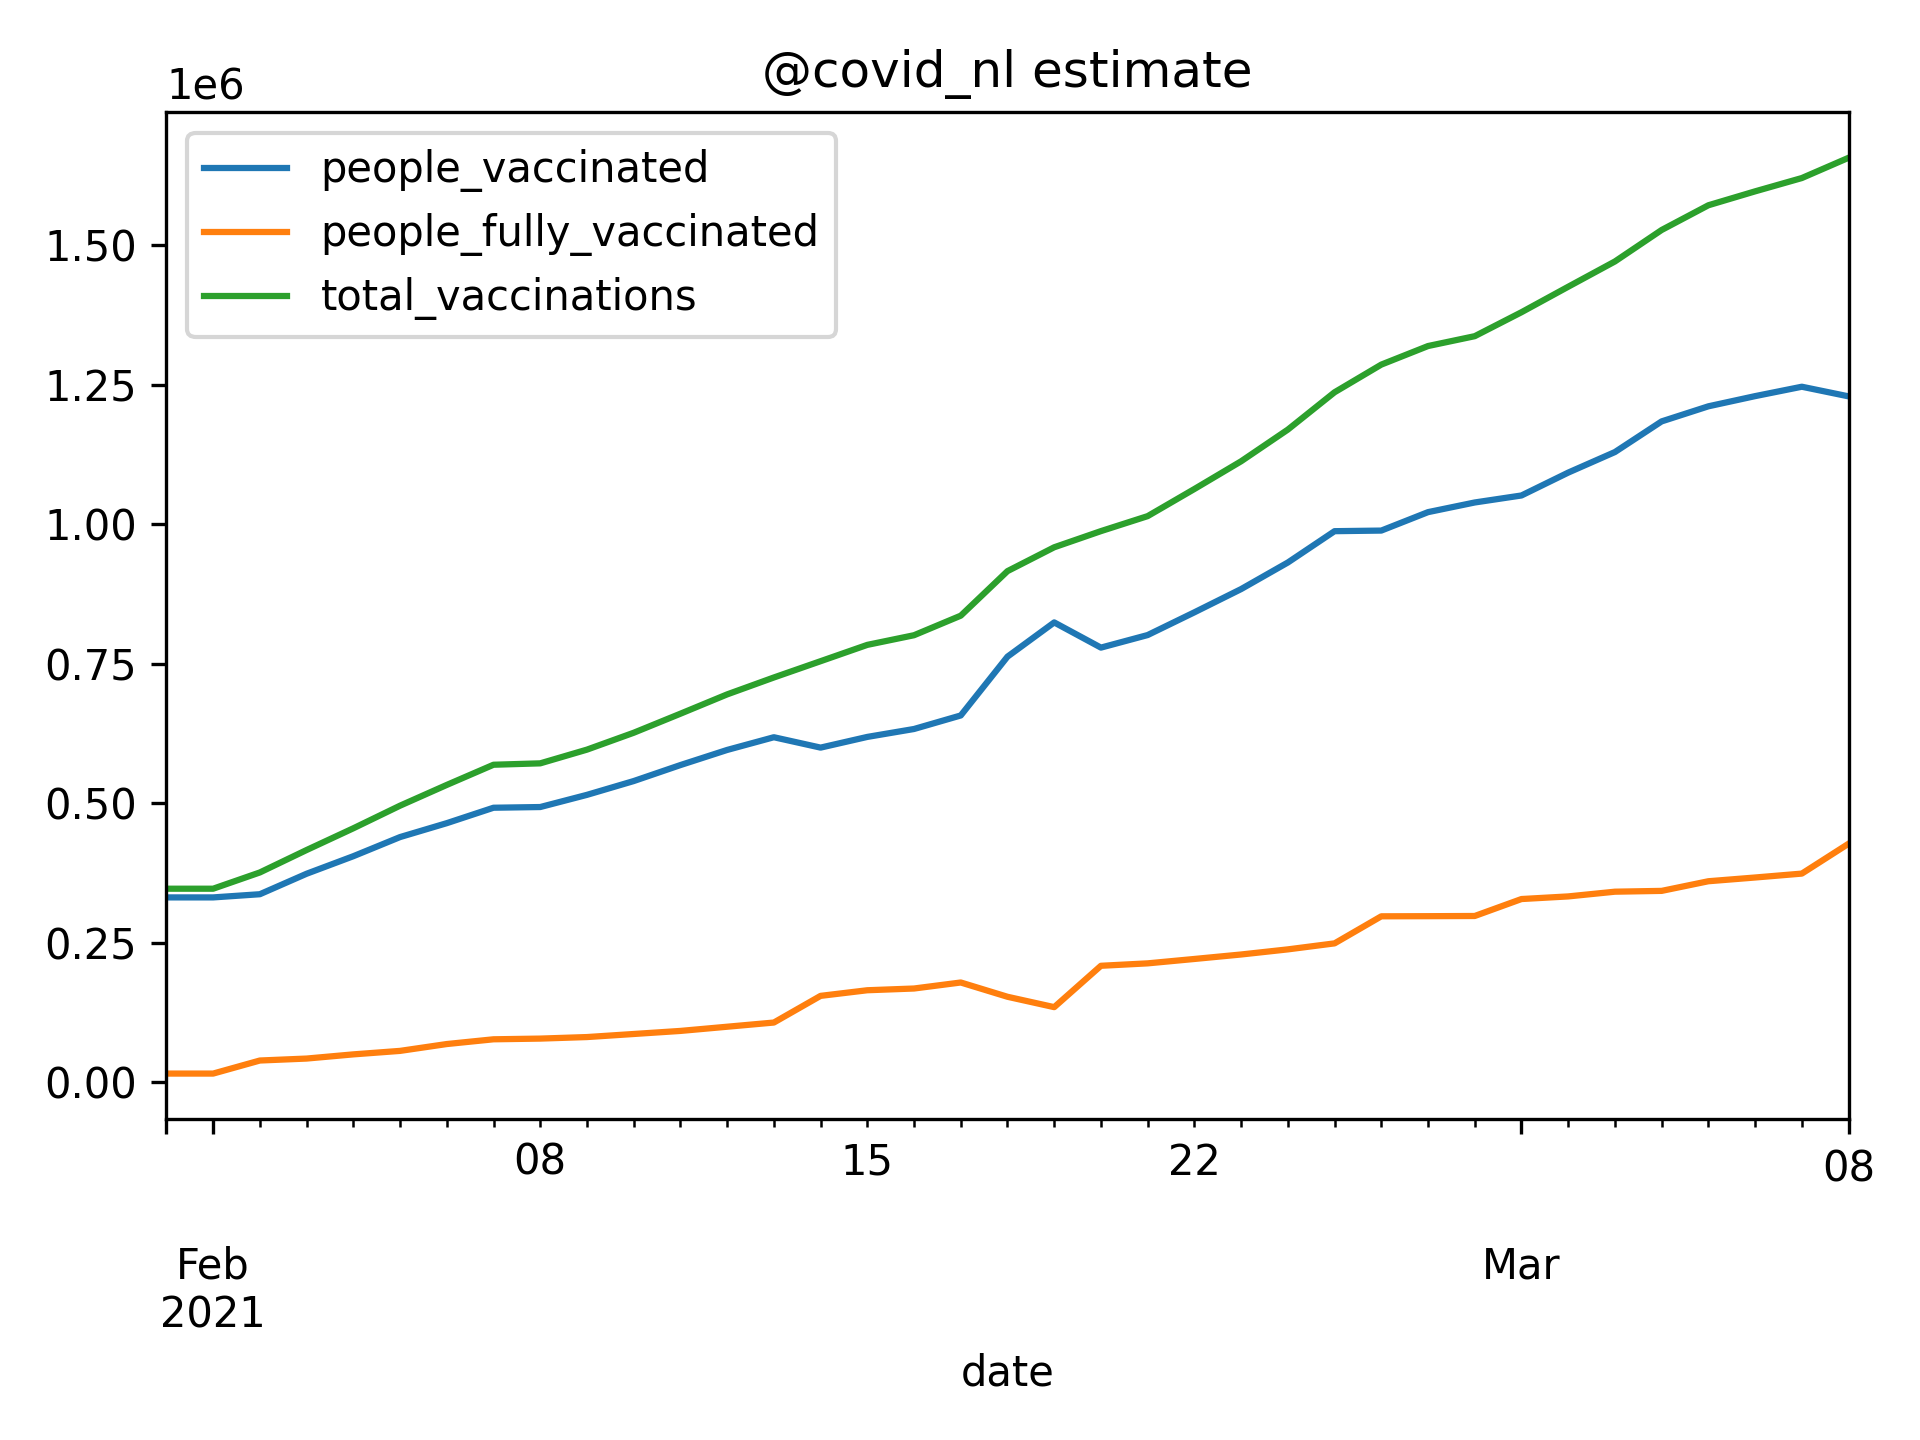 @covid_nl estimate
1e6
people_vaccinated
people_fully_vaccinated
total_vaccinations
1.50
1.25
1.00
0.75
0.50
0.25
0.00
08 15 22 08
Feb Mar
2021
date